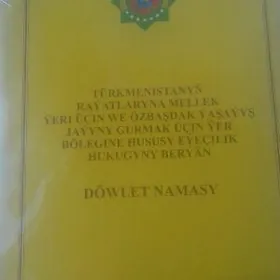 TÜRKMENISTANYŇ
RAÝATLARYNA MELLEK
ÝERI ÜÇIN WE ÖZBAŞDAK ÝAŞAÝYŞ
JAÝYNY GURMAK ÜÇIN ÝER
BÖLEGINE HUSUSY EÝEÇILIK
HUKUGYNY BERÝÄN
DÖWLET NAMASY